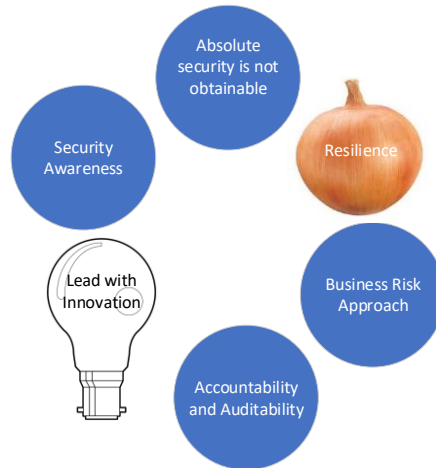 Absolute
security is not
obtainable
Resilience
Business Risk
Approach
Accountability
and Auditability
Lead with
Innovation
Security
Awareness